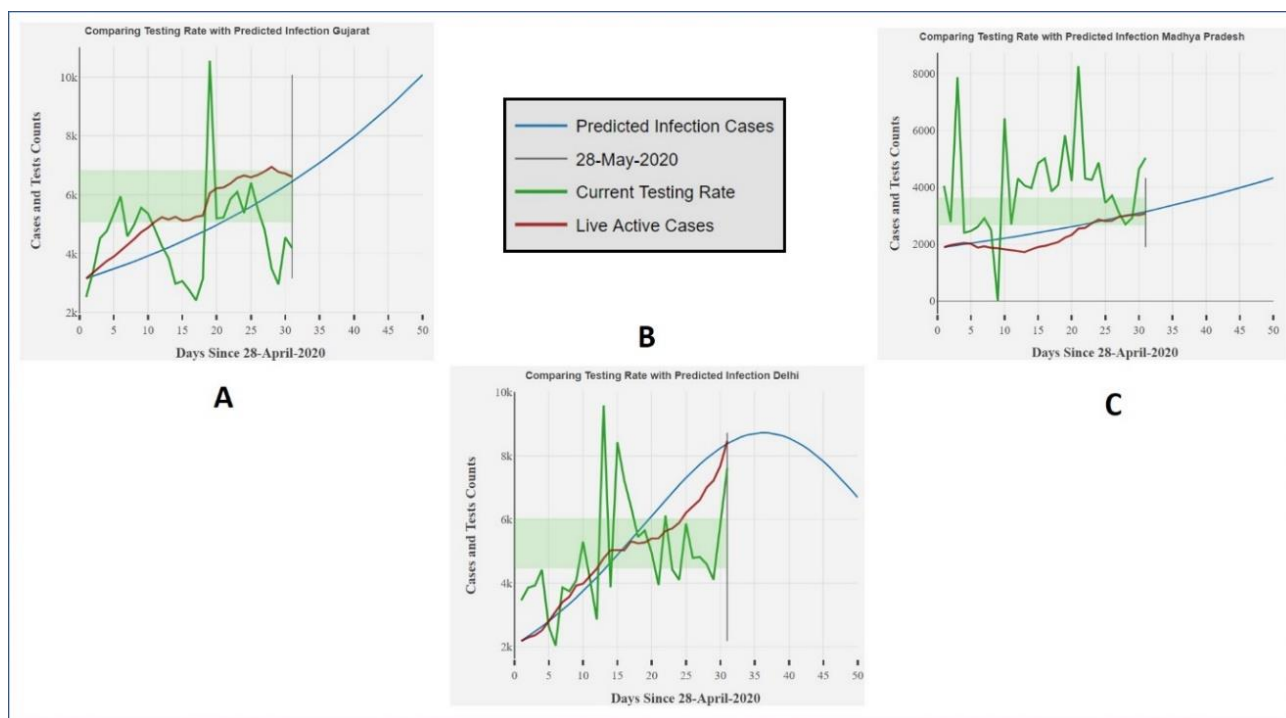 Comparing Testing Rate with Predicted Infection Gujarat
Cases and Tests Counts
10k
8k
6k
4k
2k
0 5 10 15 20 25 30 35 40 45 50
Days Since 28-April-2020
A
Predicted Infection Cases
28-May-2020
Current Testing Rate
Live Active Cases
B
Comparing Testing Rate with Predicted Infection Madhya Pradesh
Cases and Tests Counts
8000
6000
4000
2000
0
0 5 10 15 20 25 30 35 40 45 50
Days Since 28-April-2020
C
Comparing Testing Rate with Predicted Infection Delhi
Cases and Tests Counts
10k
8k
6k
4k
2k
0 5 10 15 20 25 30 35 40 45 50
Days Since 28-April-2020